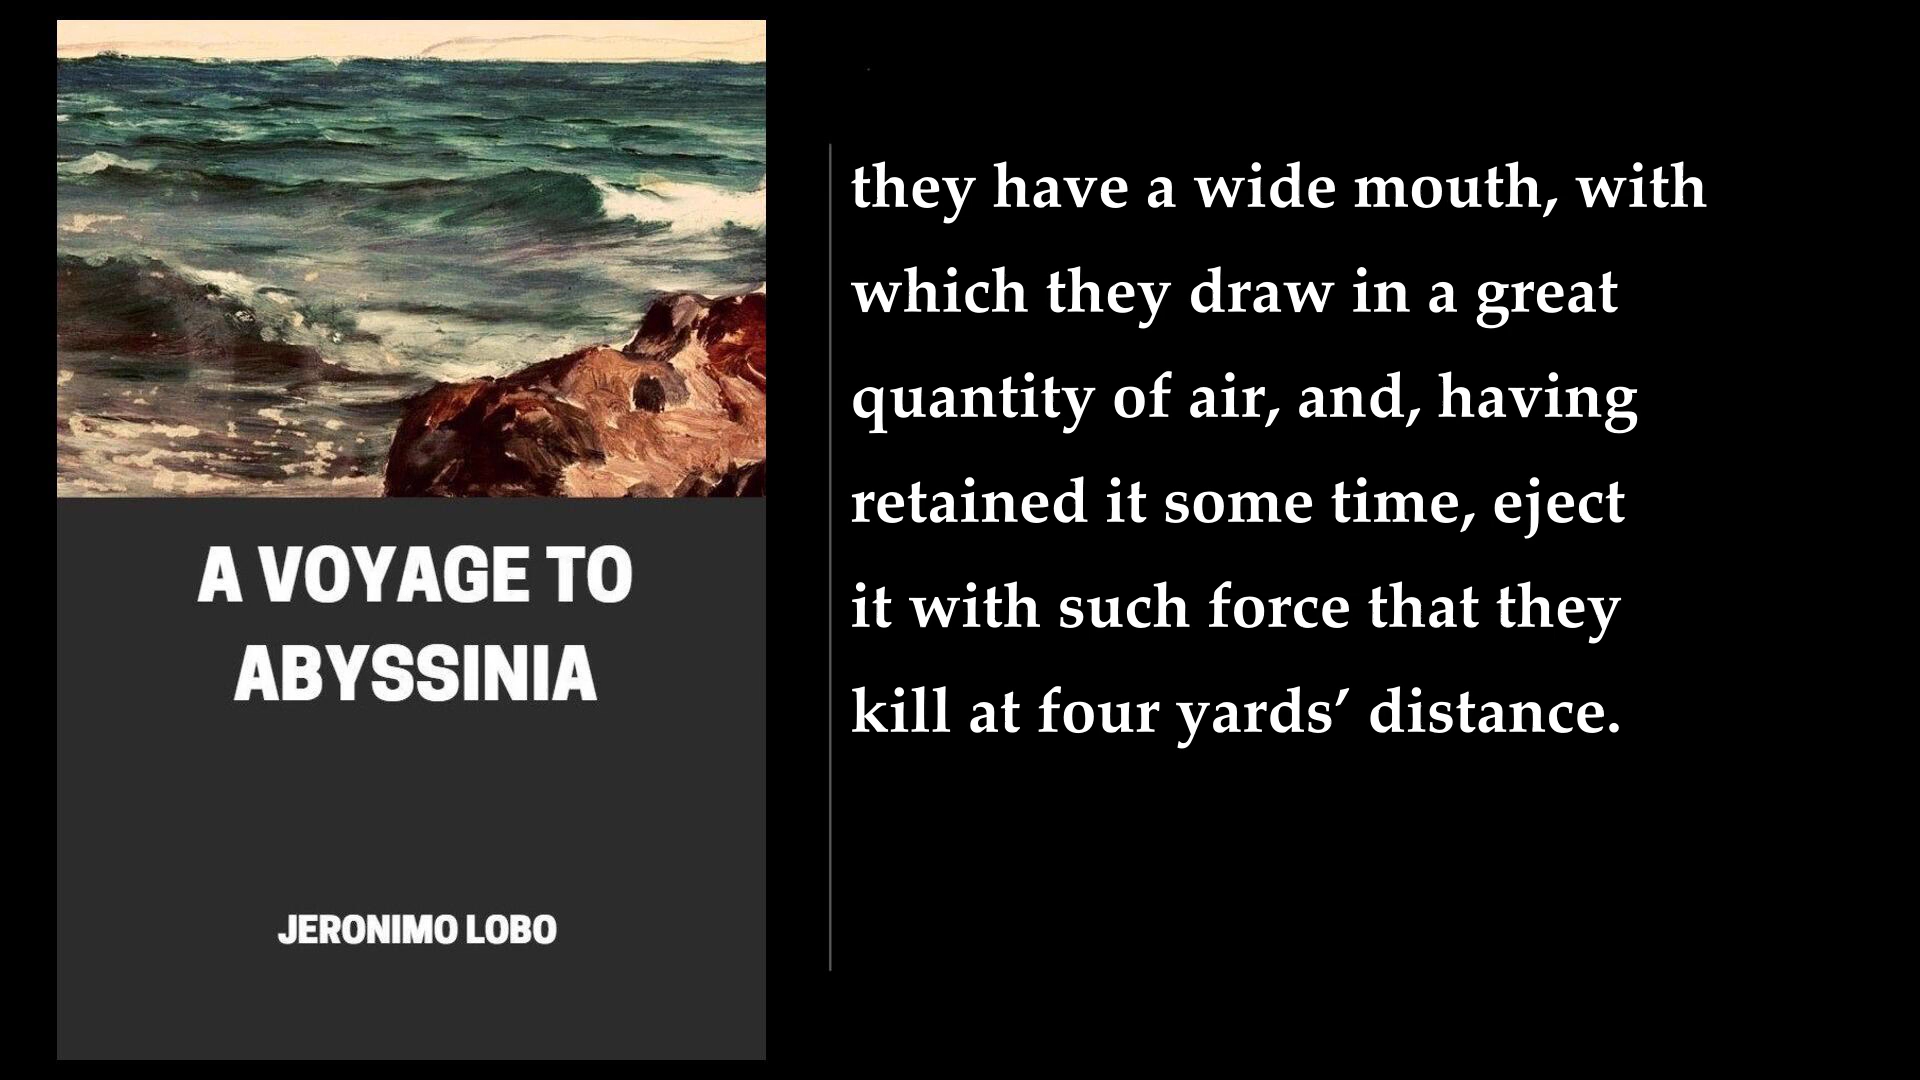 A VOYAGE TO
ABYSSINIA
JERONIMO LOBO
they have a wide mouth, with
which they draw in a great
quantity of air, and, having
retained it some time, eject
it with such force that they
kill at four yards’ distance.